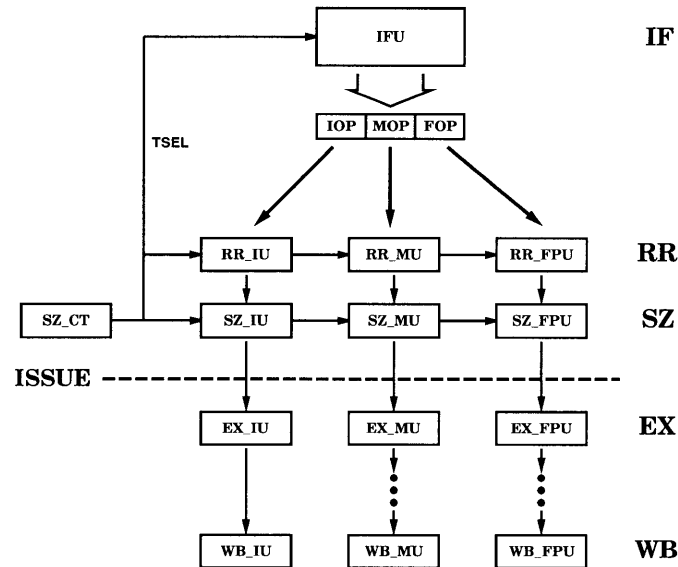 IFU IF
IOP MOP FOP
TSEL
RR_IU RR_MU RR_FPU RR
SZ_CT SZ_IU SZ_MU SZ_FPU SZ
ISSUE
EX_IU EX_MU EX_FPU EX
WB_IU WB_MU WB_FPU WB